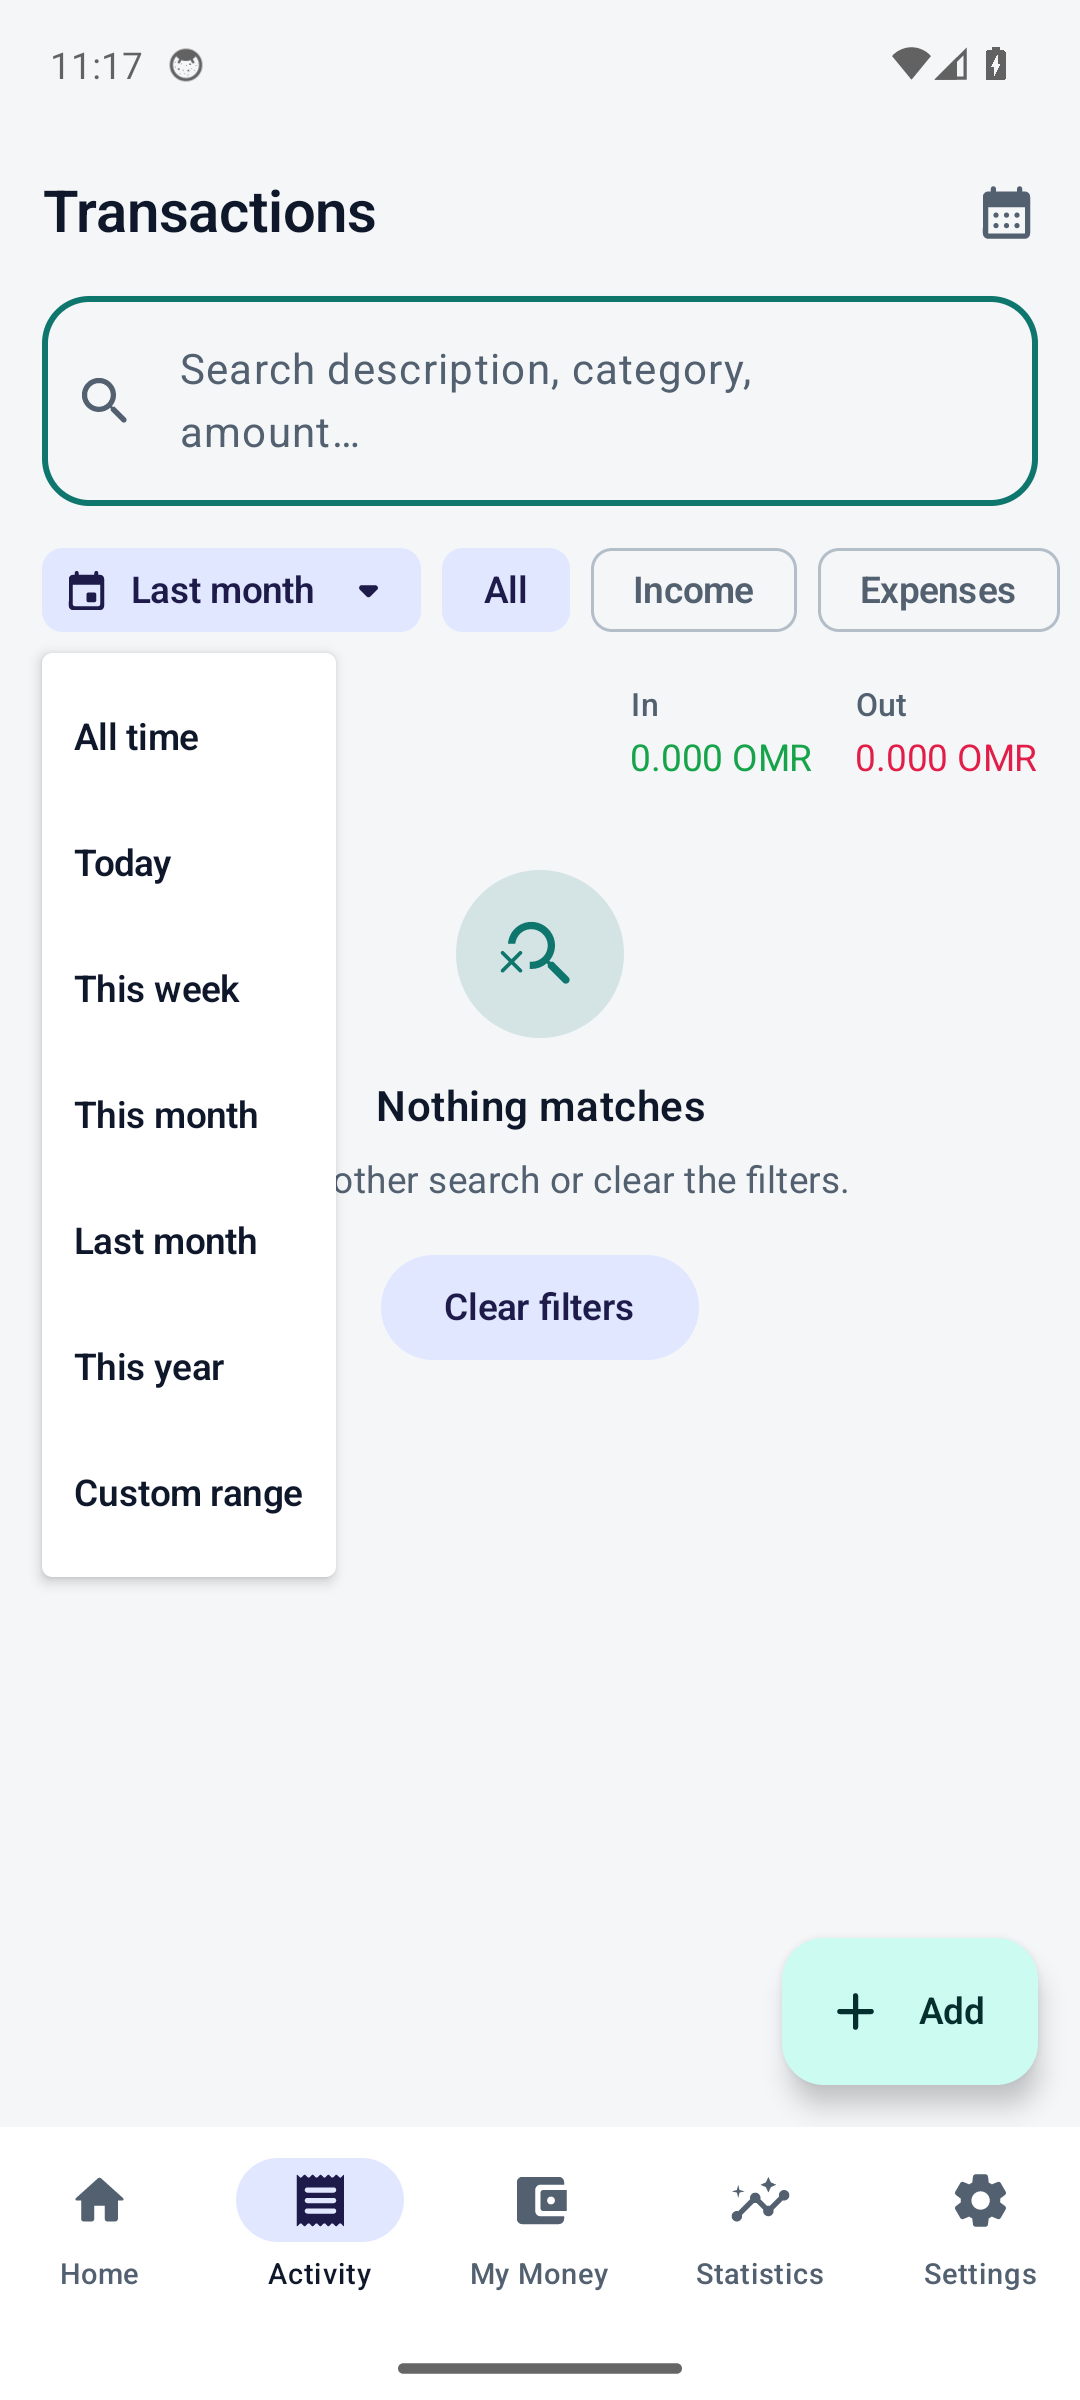 11:17
Transactions
Search description, category,
amount…
Last month
All
Income
Expenses
In
Out
0.000 OMR
0.000 OMR
All time
Today
This week
This month
Last month
This year
Custom range
Nothing matches
other search or clear the filters.
Clear filters
Add
Home
Activity
My Money
Statistics
Settings